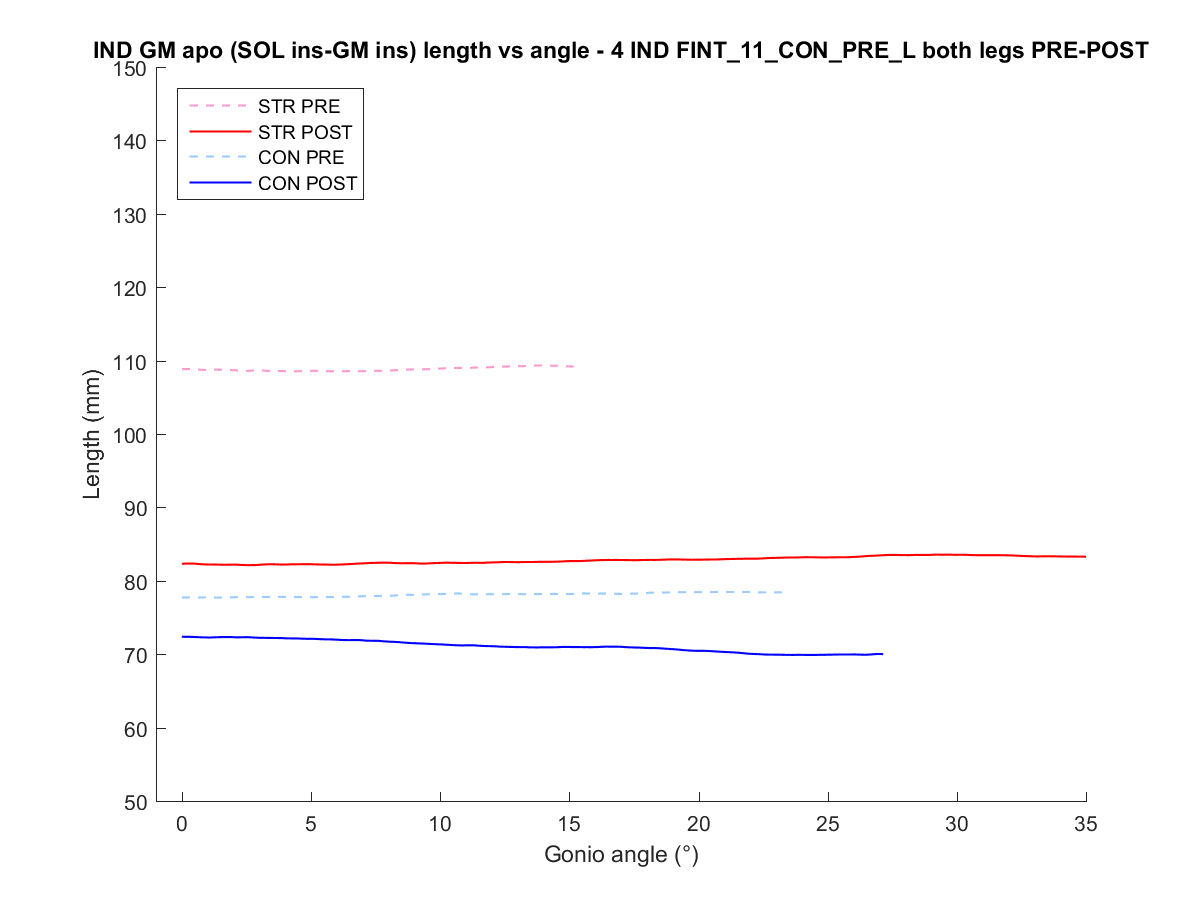 IND GM apo (SOL ins-GM ins) length vs angle - 4 IND FINT_11_CON_PRE_L both legs PRE-POST
150
140
130
120
110
100
90
80
70
60
50
Length (mm)
STR PRE
STR POST
CON PRE
CON POST
0 5 10 15 20 25 30 35
Gonio angle (°)